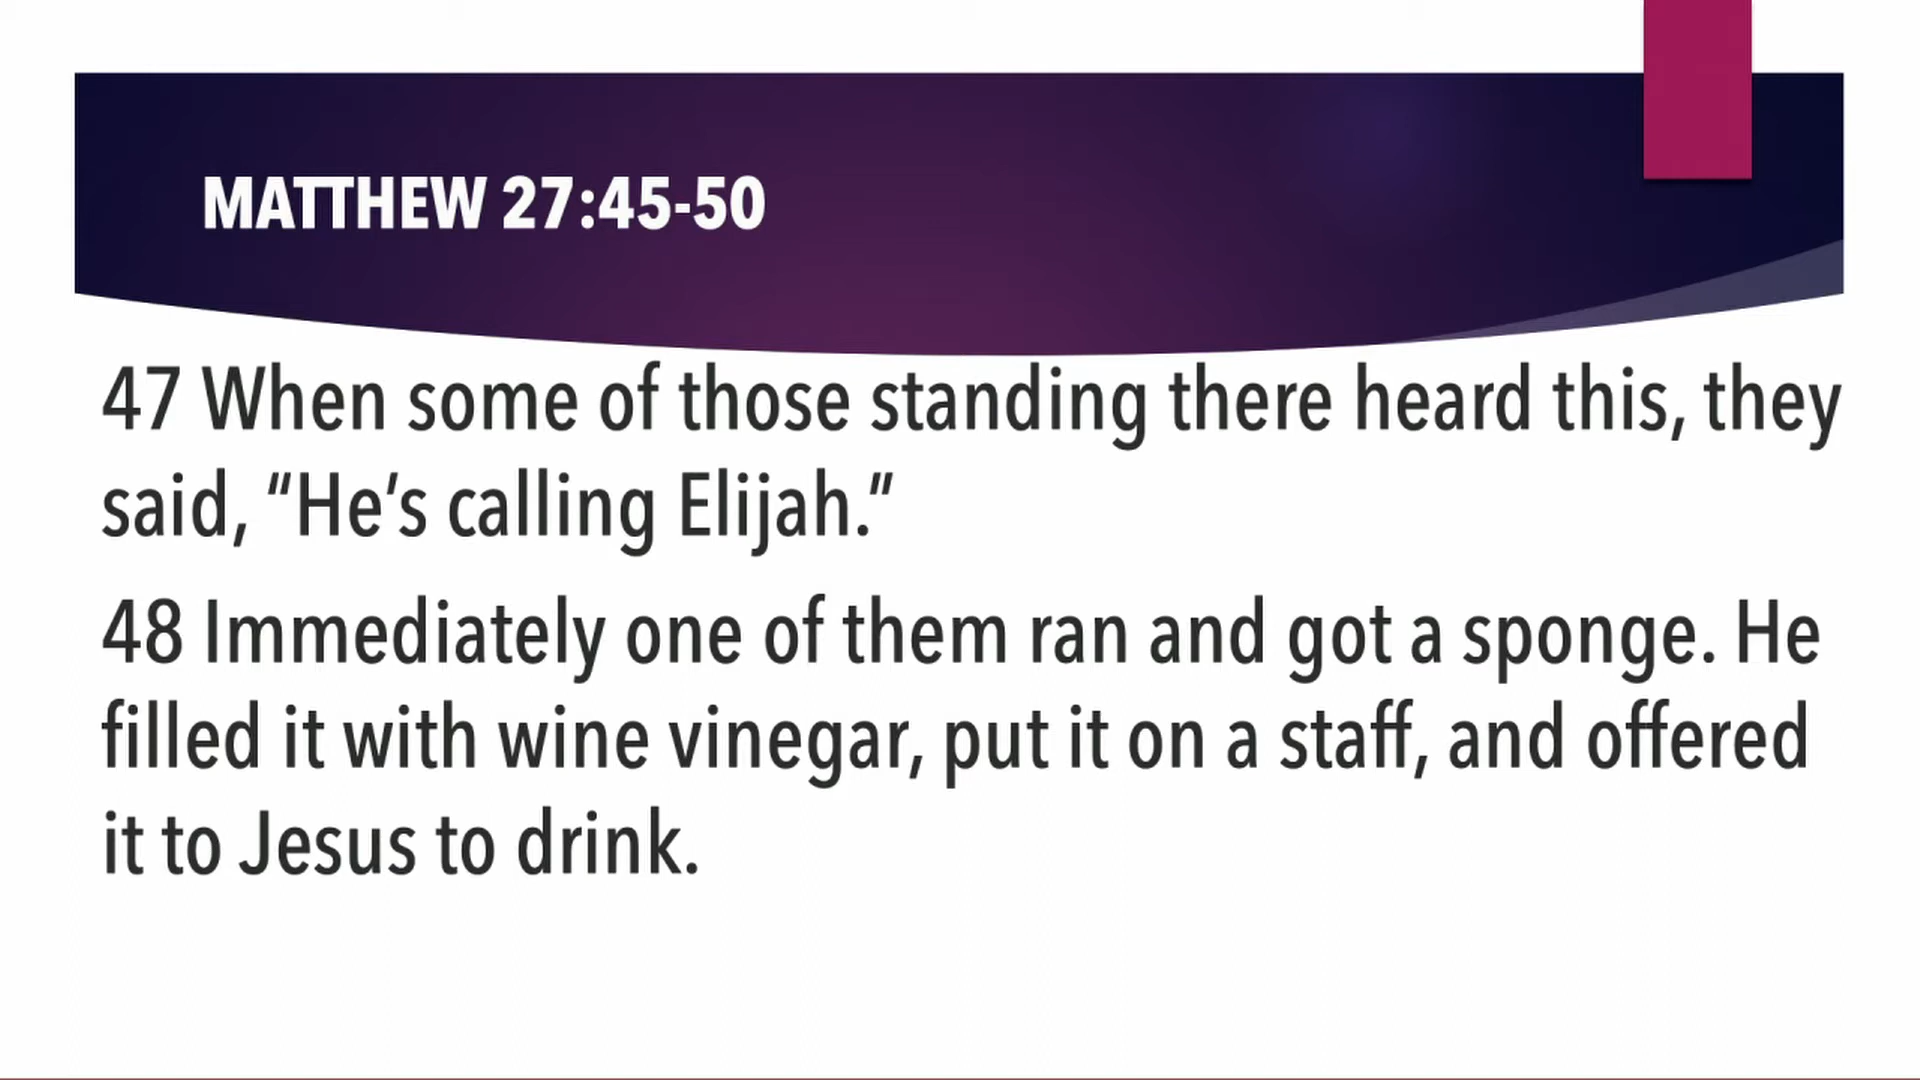 MATTHEW 27:45-50
47 When some of those standing there heard this, they
said, “He’s calling Elijah.”
48 Immediately one of them ran and got a sponge. He
filled it with wine vinegar, put it on a staff, and offered
it to Jesus to drink.